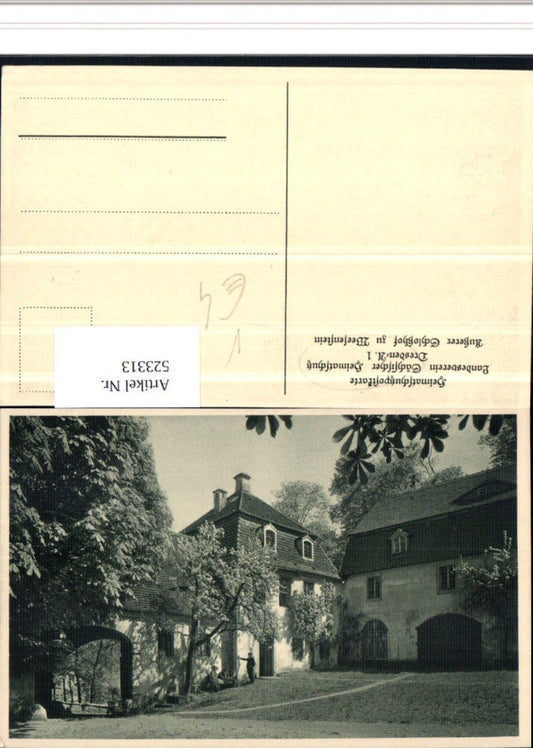 Heimatschutzpostkarte
Landesverein Sächsischer Heimatschutz
Dresden-A. 1
Äußerer Schloßhof zu Weesenstein
Artikel Nr.
523313